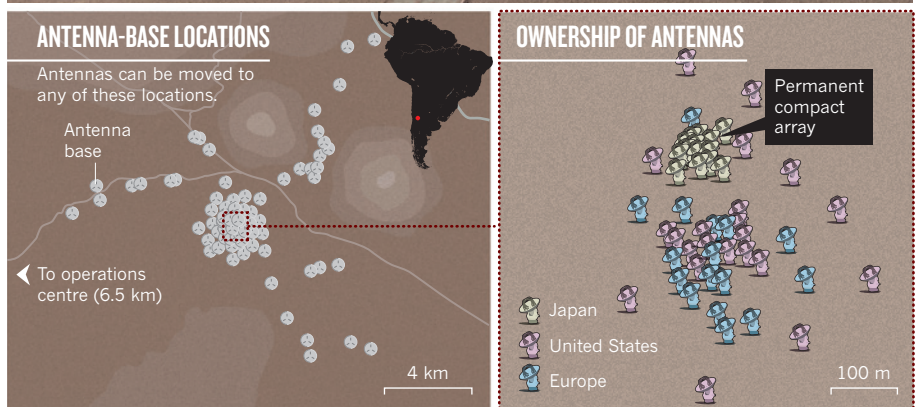 ANTENNA-BASE LOCATIONS
Antennas can be moved to
any of these locations.
Antenna
base
To operations
centre (6.5 km)
4 km
OWNERSHIP OF ANTENNAS
Permanent
compact
array
Japan
United States
Europe
100 m